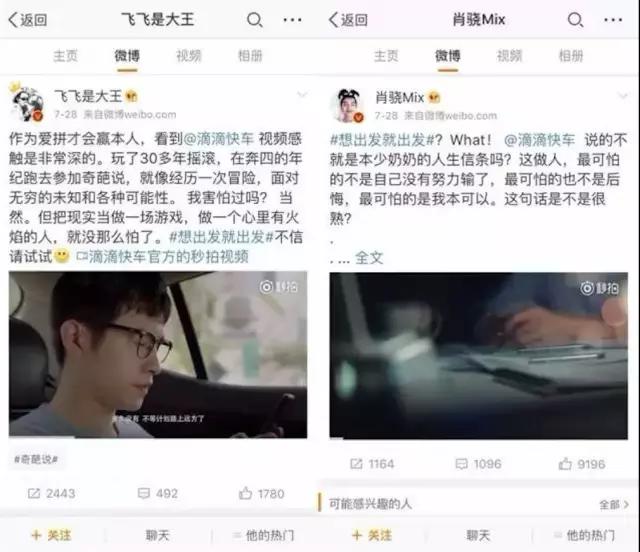 返回
飞飞是大王
主页 微博 视频 相册
飞飞是大王
7-28 来自微博weibo.com
作为爱拼才会赢本人，看到@滴滴快车 视频感
触是非常深的。玩了30多年摇滚，在奔四的年
纪跑去参加奇葩说，就像经历一次冒险，面对
无穷的未知和各种可能性。 我害怕过吗？ 当
然。但把现实当做一场游戏，做一个心里有火
焰的人，就没那么怕了。#想出发就出发#不信
请试试 滴滴快车官方的秒拍视频
秒拍
不等计划路上远方了
#奇葩说
2443 492 1780
+ 关注 聊天 他的热门
返回
肖骁Mix
主页 微博 视频 相册
肖骁Mix
7-28 来自微博weibo.com
#想出发就出发#？What！ @滴滴快车 说的不
就是本少奶奶的人生信条吗？这做人，最可怕
的不是自己没有努力输了，最可怕的也不是后
悔，最可怕的是我本可以。这句话是不是很
熟？
.
. ... 全文
秒拍
1164 1096 9196
可能感兴趣的人 全部
+ 关注 聊天 他的热门